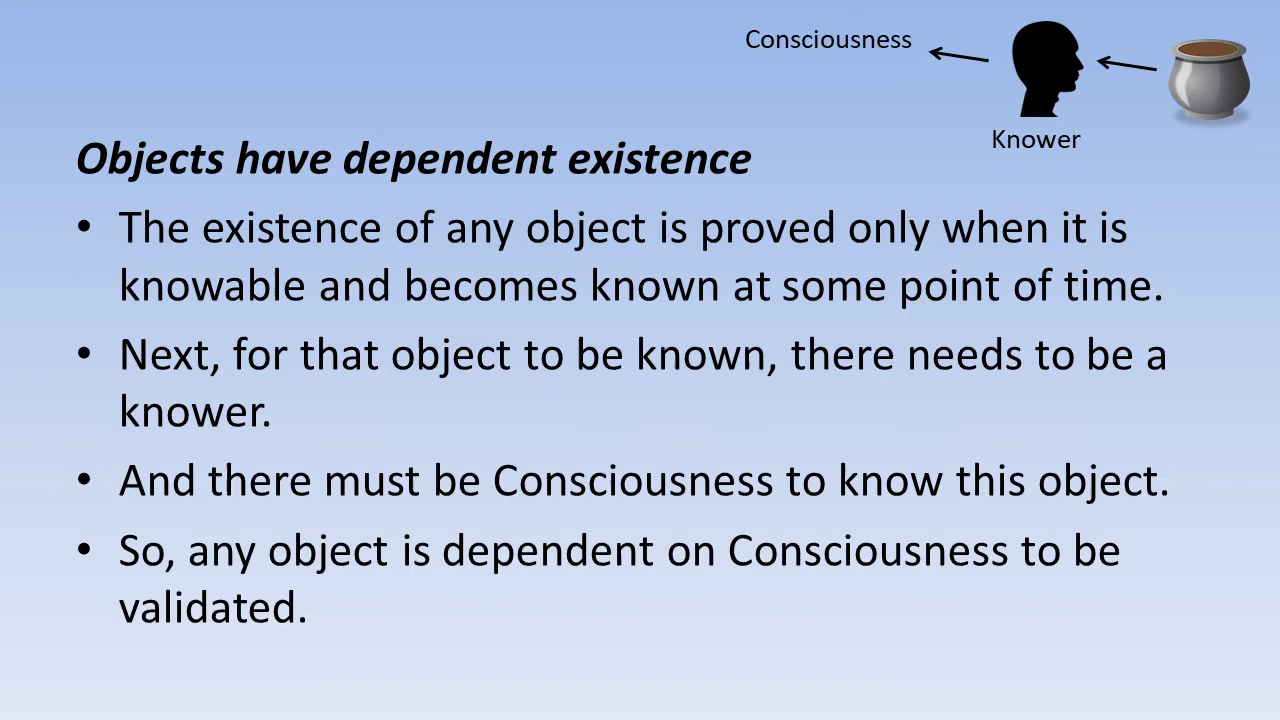 Consciousness
Knower
Objects have dependent existence
• The existence of any object is proved only when it is
knowable and becomes known at some point of time.
• Next, for that object to be known, there needs to be a
knower.
• And there must be Consciousness to know this object.
• So, any object is dependent on Consciousness to be
validated.